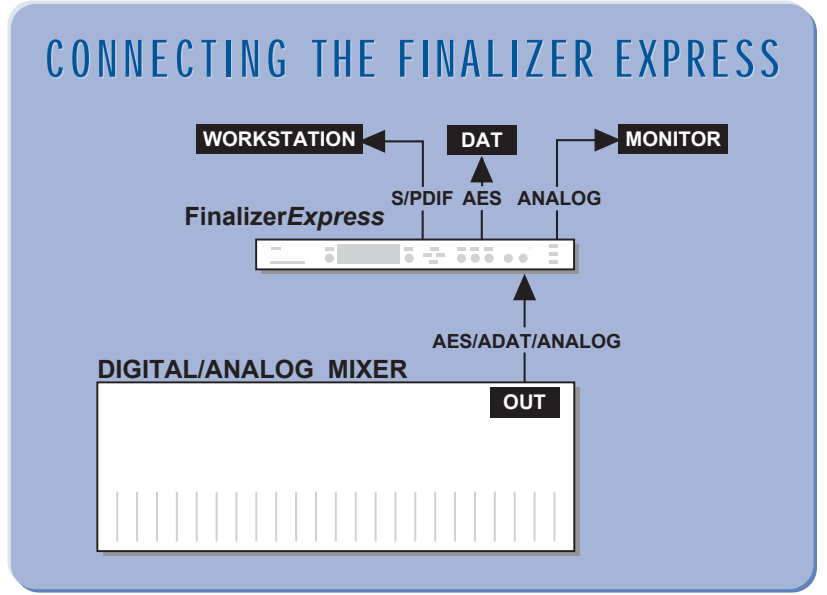 CONNECTING THE FINALIZER EXPRESS
WORKSTATION
DAT
MONITOR
S/PDIF AES ANALOG
FinalizerExpress
AES/ADAT/ANALOG
DIGITAL/ANALOG MIXER
OUT